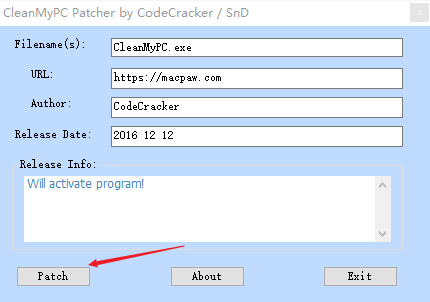 CleanMyPC Patcher by CodeCracker / SnD
Filename(s): CleanMyPC.exe
URL: https://macpaw.com
Author: CodeCracker
Release Date: 2016 12 12
Release Info:
Will activate program!
Patch About Exit